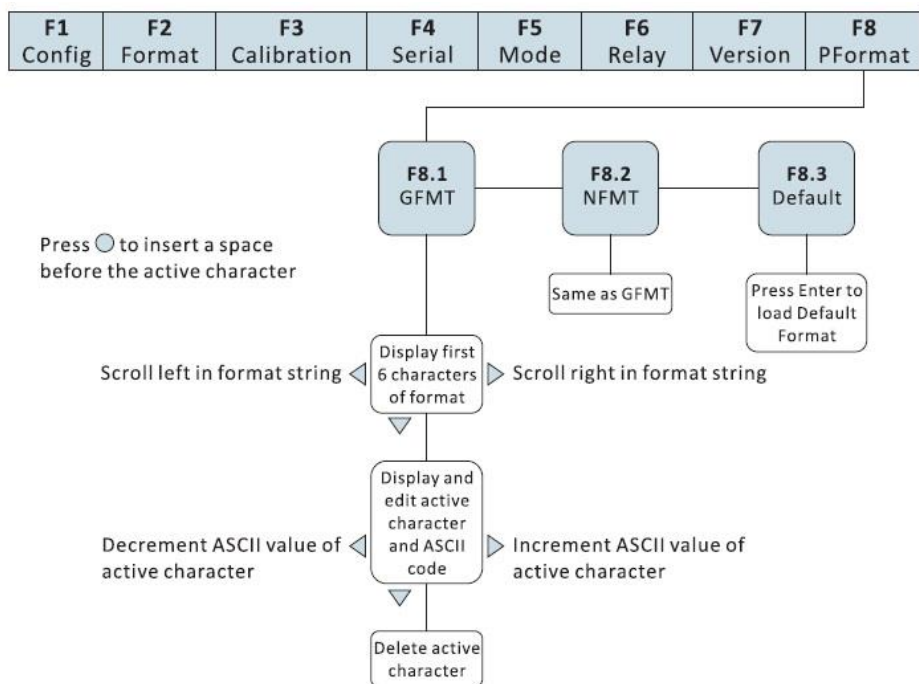 F1 F2 F3 F4 F5 F6 F7 F8
Config Format Calibration Serial Mode Relay Version PFormat
F8.1 F8.2 F8.3
GFMT NFMT Default
Press to insert a space
before the active character
Same as GFMT
Press Enter to
load Default
Format
Scroll left in format string
Display first
6 characters
of format
Scroll right in format string
Display and
edit active
character
and ASCII
code
Decrement ASCII value of
active character
Increment ASCII value of
active character
Delete active
character